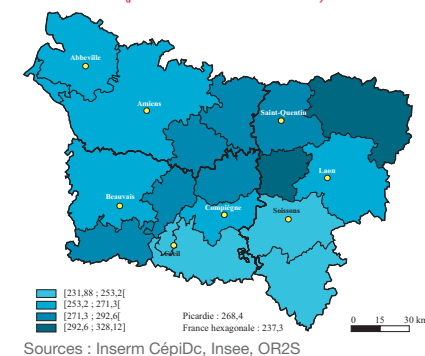 Abbeville
Amiens
Saint-Quentin
Laon
Beauvais
Compiègne
Soissons
Creil
[231,88 ; 253,2[
[253,2 ; 271,3[
[271,3 ; 292,6[
[292,6 ; 328,12]
Picardie : 268,4
France hexagonale : 237,3
0 15 30 km
Sources : Inserm CépiDc, Insee, OR2S